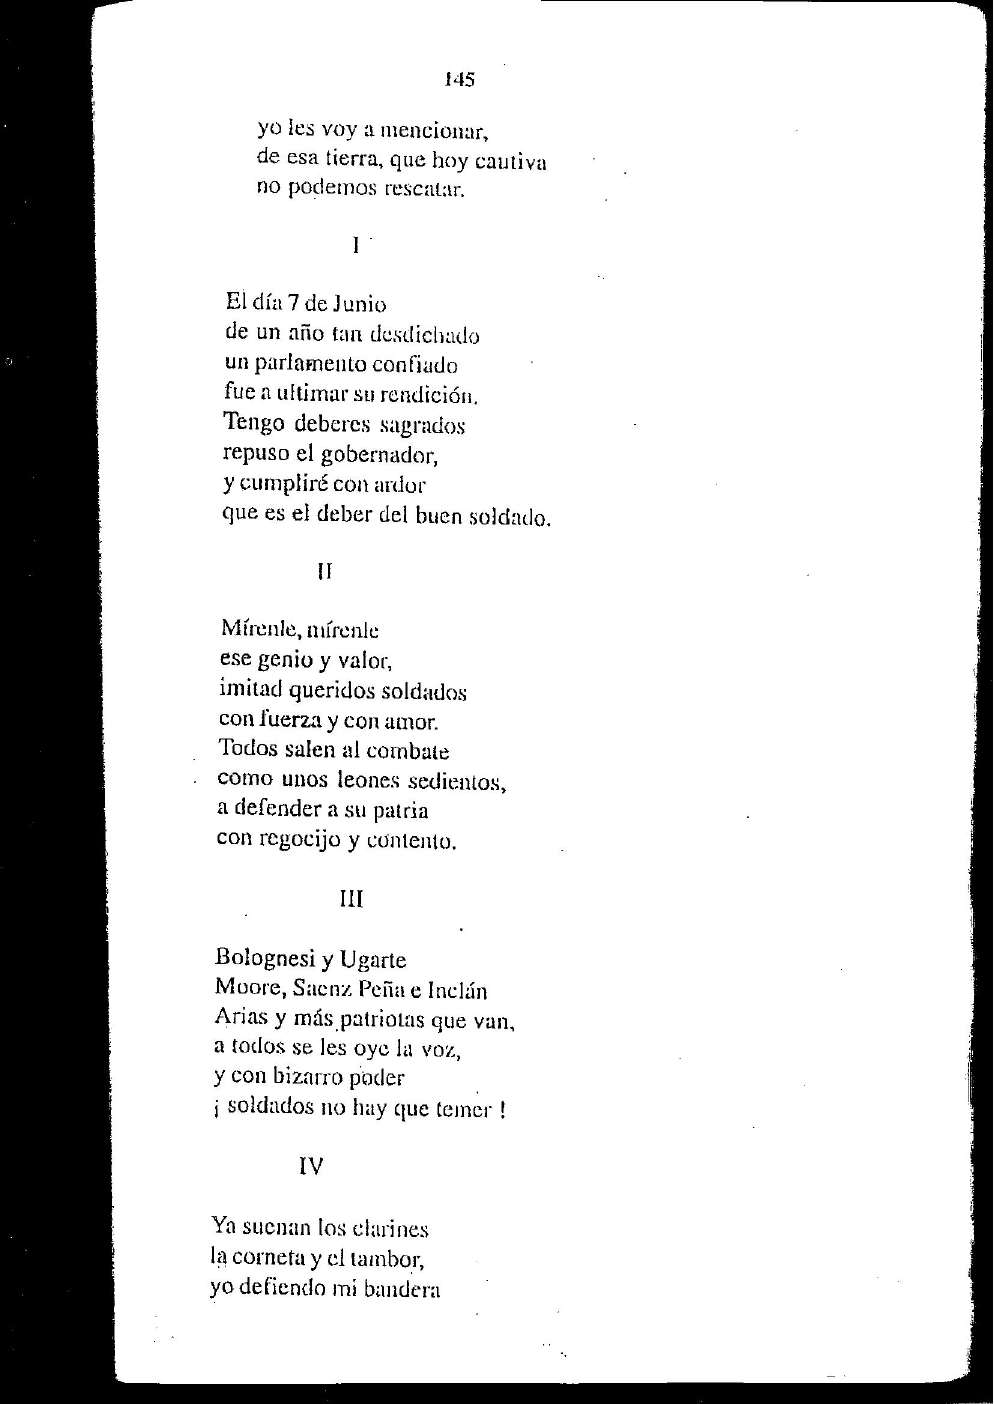 145
yo les voy a mencionar,
de esa tierra, que hoy cautiva
no podemos rescatar.
I
El día 7 de Junio
de un año tan desdichado
un parlamento confiado
fue a ultimar su rendición.
Tengo deberes sagrados
repuso el gobernador,
y cumpliré con ardor
que es el deber del buen soldado.
II
Mírenle, mírenle
ese genio y valor,
imitad queridos soldados
con fuerza y con amor.
Todos salen al combate
como unos leones sedientos,
a defender a su patria
con regocijo y contento.
III
Bolognesi y Ugarte
Moore, Saenz Peña e Inclán
Arias y más patriotas que van,
a todos se les oye la voz,
y con bizarro poder
¡ soldados no hay que temer !
IV
Ya suenan los clarines
la corneta y el tambor,
yo defiendo mi bandera